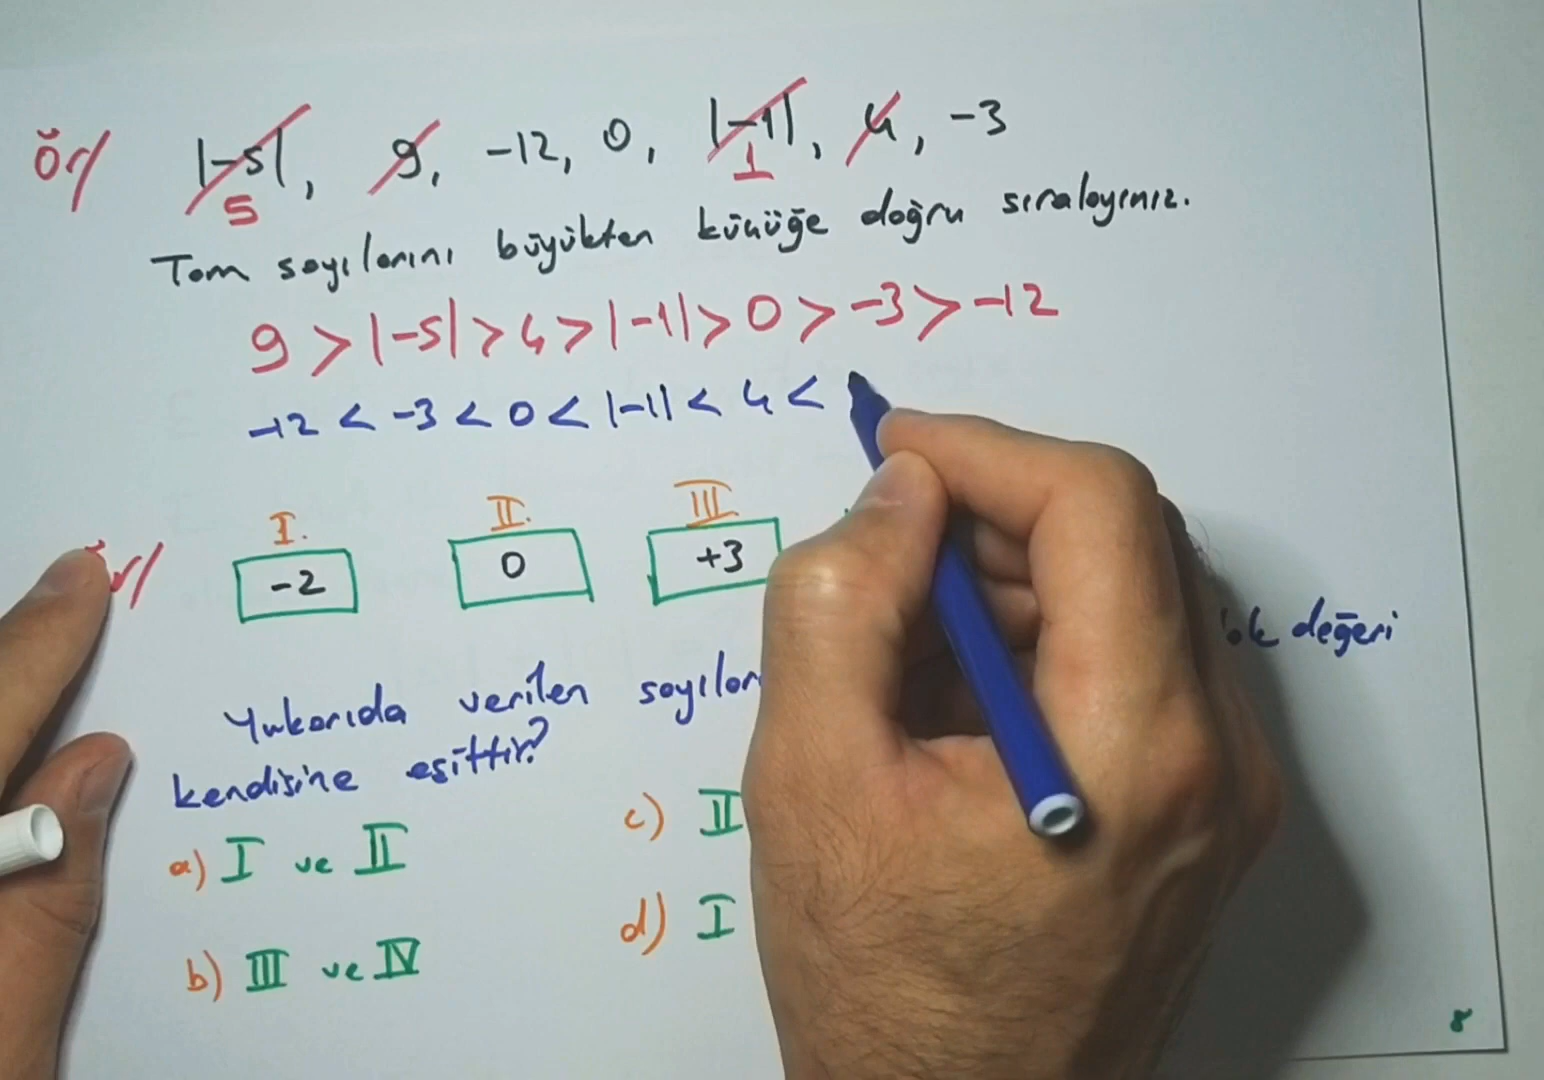 Ör/ |-5|, 9, -12, 0, |-1|, 4, -3
5 1
Tam sayılarını büyükten küçüğe doğru sıralayınız.
9 > |-5| > 4 > |-1| > 0 > -3 > -12
-12 < -3 < 0 < |-1| < 4 <
I. II. III
-2 0 +3
Yukarıda verilen değeri
kendisine eşittir?
a) I ve II
c) II
b) III ve IV
d) I
8